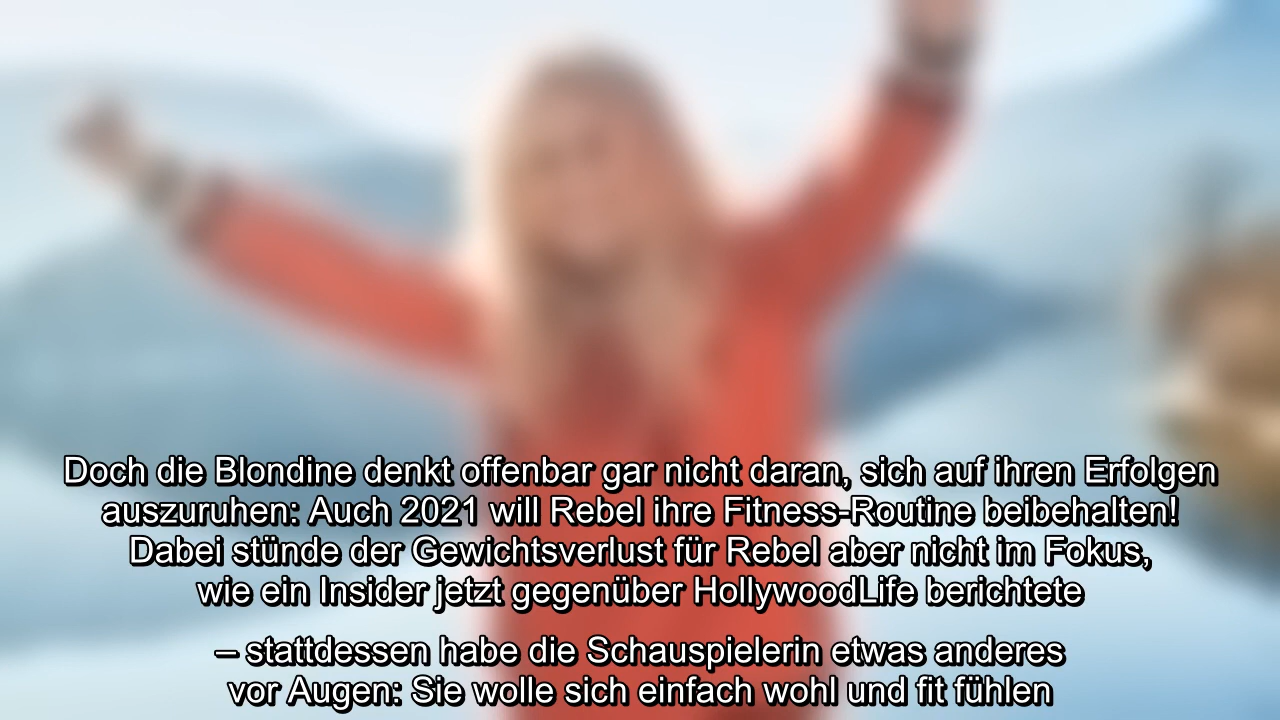 Doch die Blondine denkt offenbar gar nicht daran, sich auf ihren Erfolgen
auszuruhen: Auch 2021 will Rebel ihre Fitness-Routine beibehalten!
Dabei stünde der Gewichtsverlust für Rebel aber nicht im Fokus,
wie ein Insider jetzt gegenüber HollywoodLife berichtete
– stattdessen habe die Schauspielerin etwas anderes
vor Augen: Sie wolle sich einfach wohl und fit fühlen